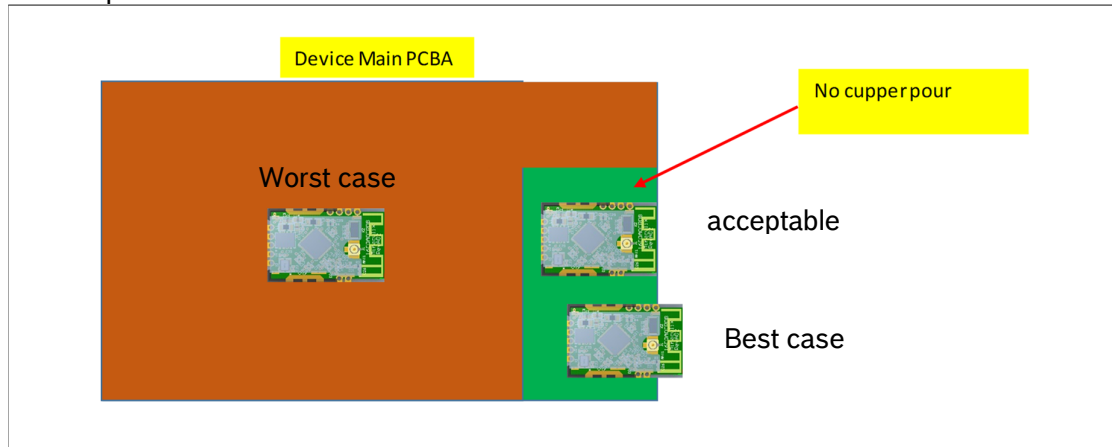 Device Main PCBA
No cupper pour
Worst case
acceptable
Best case